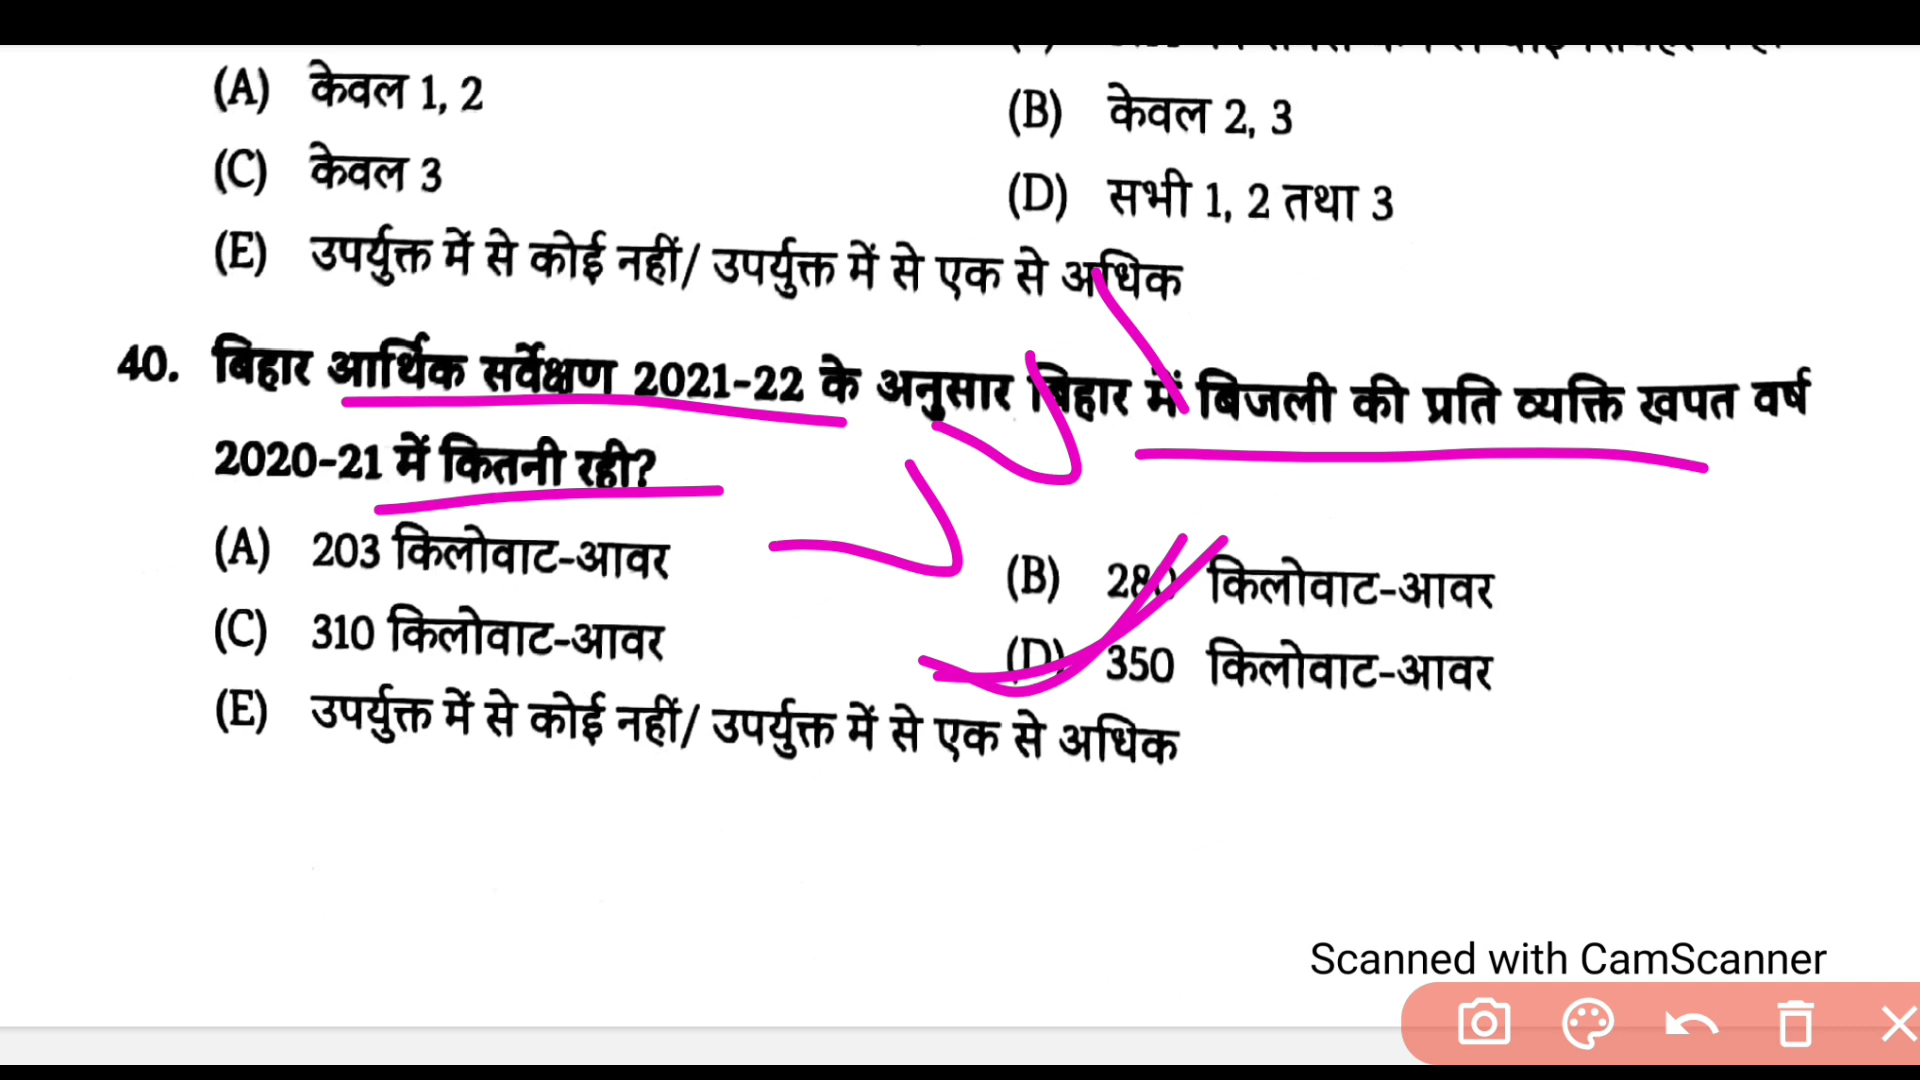 (A) केवल 1, 2
(B) केवल 2, 3
(C) केवल 3
(D) सभी 1, 2 तथा 3
(E) उपर्युक्त में से कोई नहीं/ उपर्युक्त में से एक से अधिक
40. बिहार आर्थिक सर्वेक्षण 2021-22 के अनुसार बिहार में बिजली की प्रति व्यक्ति खपत वर्ष
2020-21 में कितनी रही?
(A) 203 किलोवाट-आवर
(B) 280 किलोवाट-आवर
(C) 310 किलोवाट-आवर
(D) 350 किलोवाट-आवर
(E) उपर्युक्त में से कोई नहीं/ उपर्युक्त में से एक से अधिक
Scanned with CamScanner